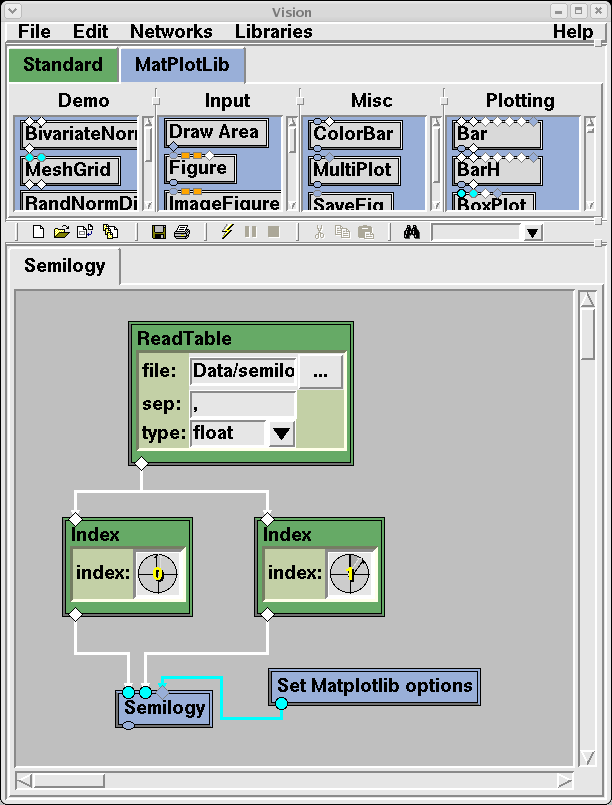 Vision
File Edit Networks Libraries Help
Standard MatPlotLib
Demo Input Misc Plotting
BivariateNorm Draw Area ColorBar Bar
MeshGrid Figure MultiPlot BarH
RandNormDi ImageFigure SaveFig BoxPlot
Semilogy
ReadTable
file: Data/semilo ...
sep: ,
type: float
Index Index
index: 0 index: 1
Set Matplotlib options
Semilogy